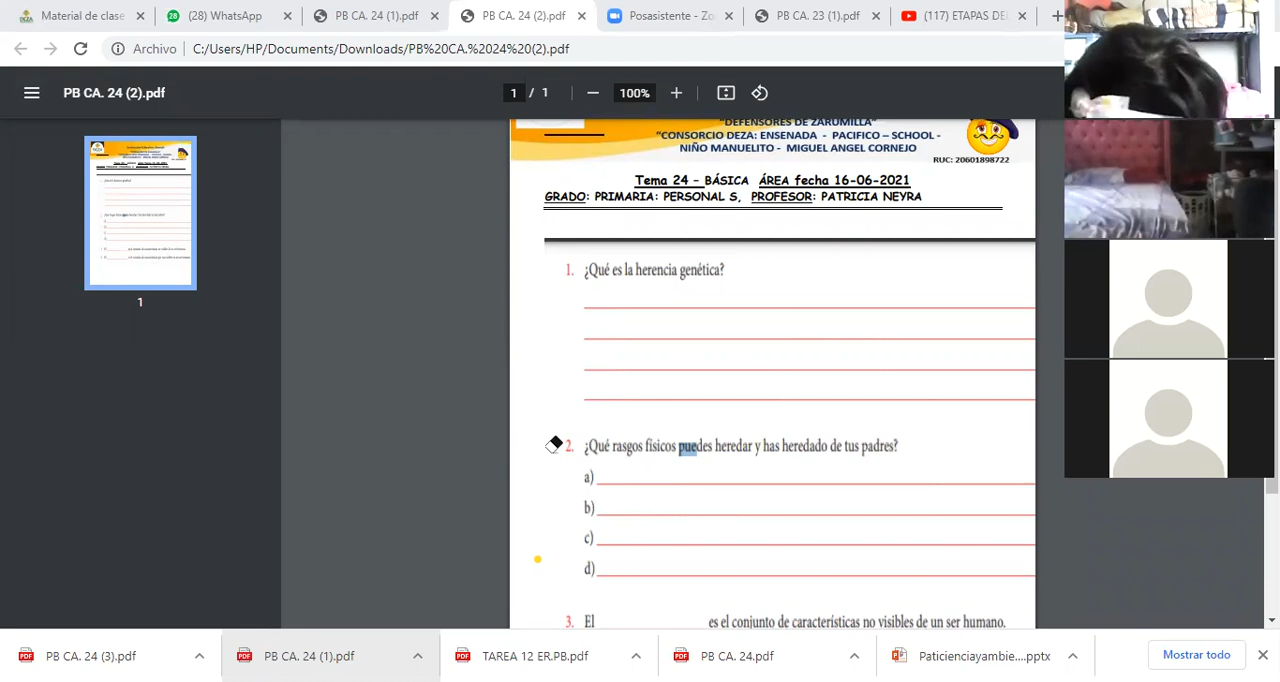 Material de clase
(28) WhatsApp
PB CA. 24 (1).pdf
PB CA. 24 (2).pdf
Posasistente - Zo
PB CA. 23 (1).pdf
(117) ETAPAS DE
28
Archivo
C:/Users/HP/Documents/Downloads/PB%20CA.%2024%20(2).pdf
PB CA. 24 (2).pdf
1 / 1
100%
1
"DEFENSORES DE ZARUMILLA"
"CONSORCIO DEZA: ENSENADA - PACIFICO – SCHOOL -
NIÑO MANUELITO - MIGUEL ANGEL CORNEJO
RUC: 20601898722
Tema 24 – BÁSICA ÁREA fecha 16-06-2021
GRADO: PRIMARIA: PERSONAL S, PROFESOR: PATRICIA NEYRA
1. ¿Qué es la herencia genética?
2. ¿Qué rasgos físicos puedes heredar y has heredado de tus padres?
a)
b)
c)
d)
3. El ________ es el conjunto de características no visibles de un ser humano.
PB CA. 24 (3).pdf
PB CA. 24 (1).pdf
TAREA 12 ER.PB.pdf
PB CA. 24.pdf
Paticienciayambie....pptx
Mostrar todo